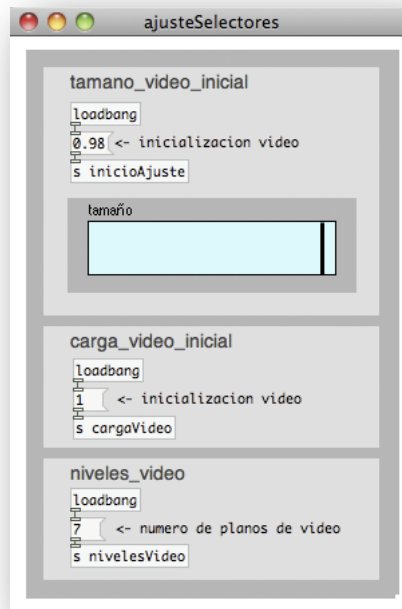 ajusteSelectores
tamano_video_inicial
loadbang
0.98 <- inicializacion video
s inicioAjuste
tamaño
carga_video_inicial
loadbang
1 <- inicializacion video
s cargaVideo
niveles_video
loadbang
7 <- numero de planos de video
s nivelesVideo